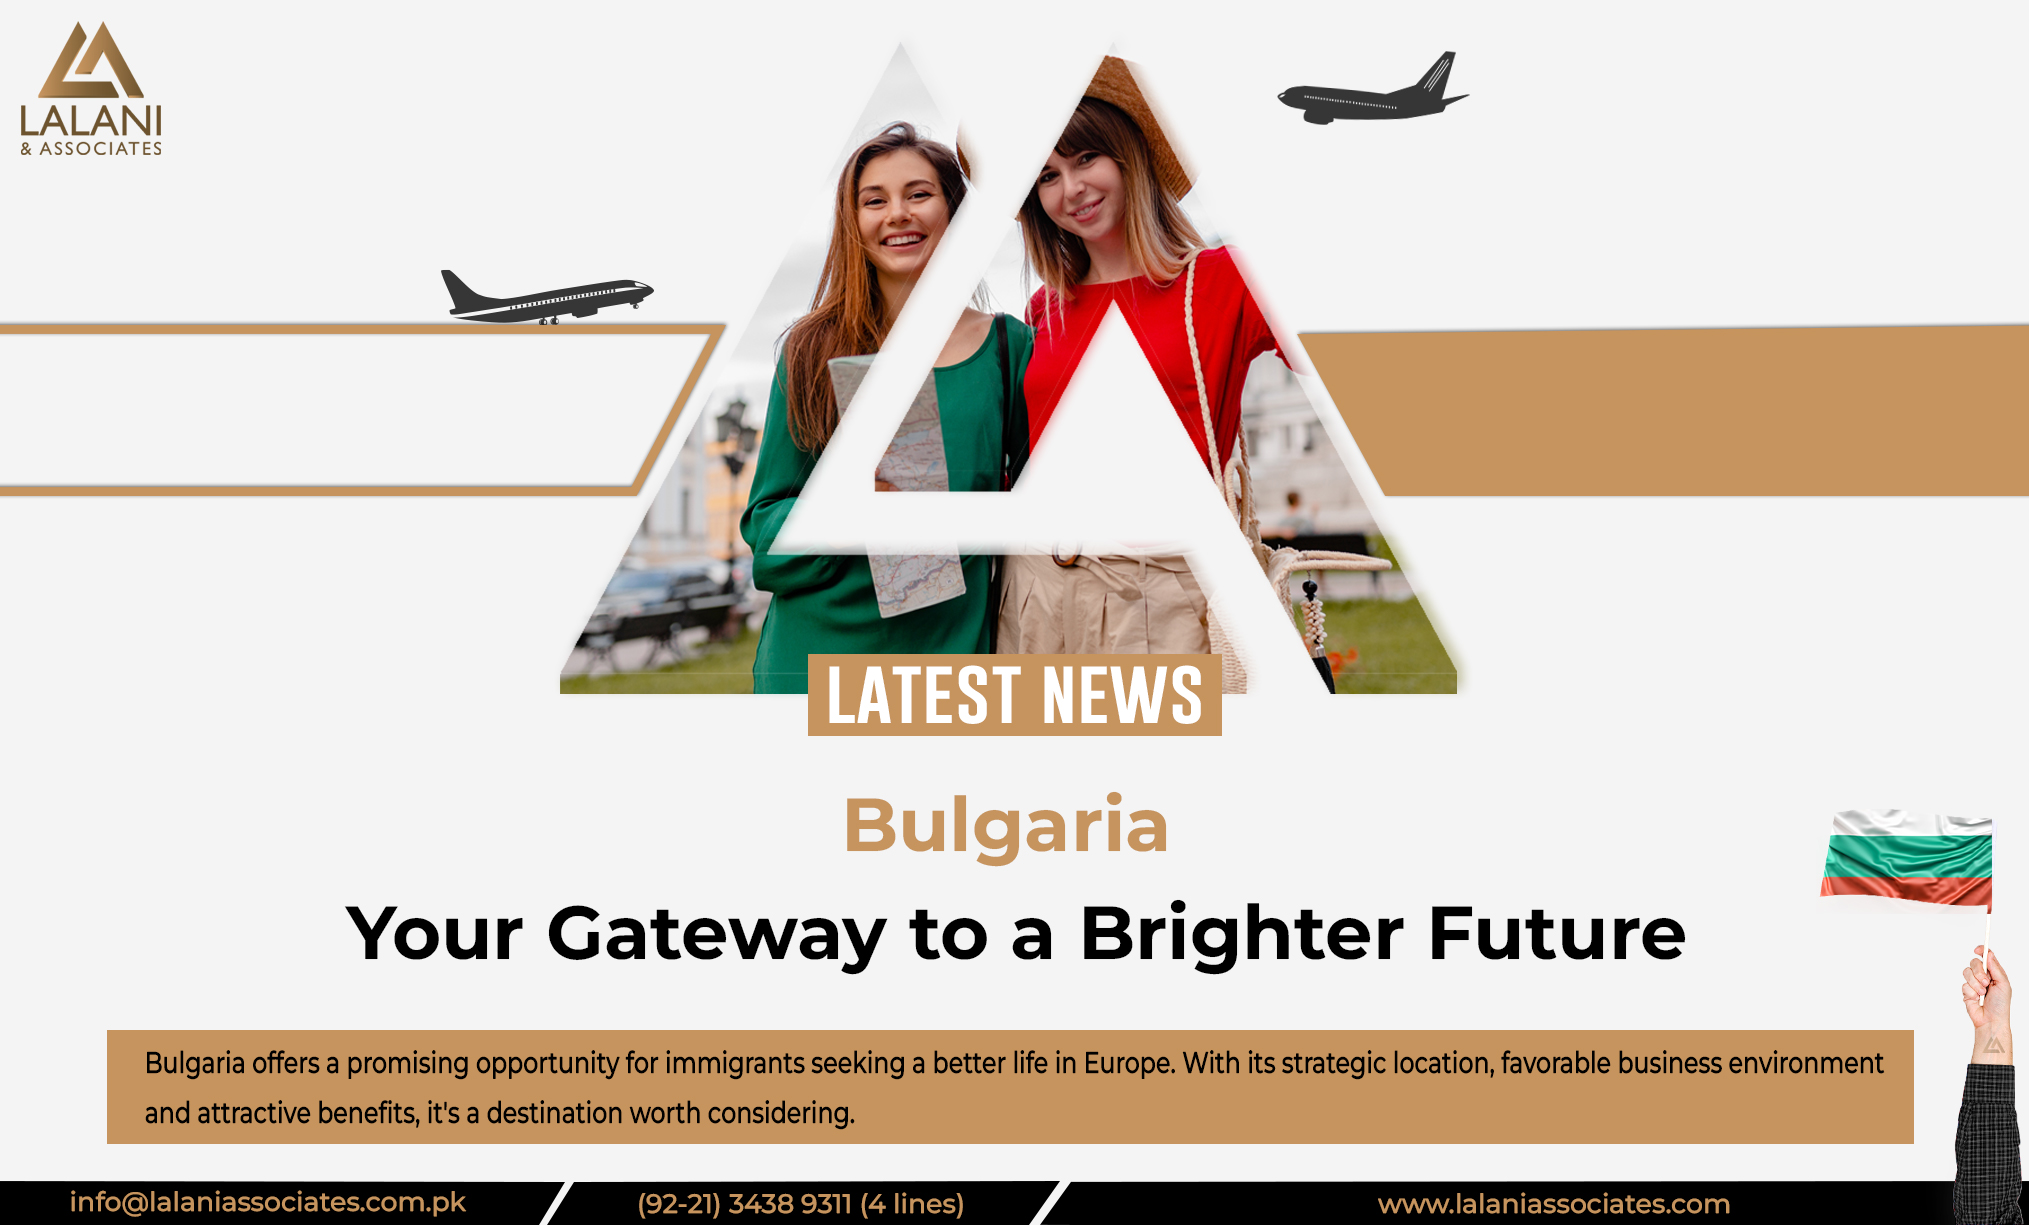 LALANI
& ASSOCIATES
LATEST NEWS
Bulgaria
Your Gateway to a Brighter Future
Bulgaria offers a promising opportunity for immigrants seeking a better life in Europe. With its strategic location, favorable business environment
and attractive benefits, it's a destination worth considering.
info@lalaniassociates.com.pk
(92-21) 3438 9311 (4 lines)
www.lalaniassociates.com